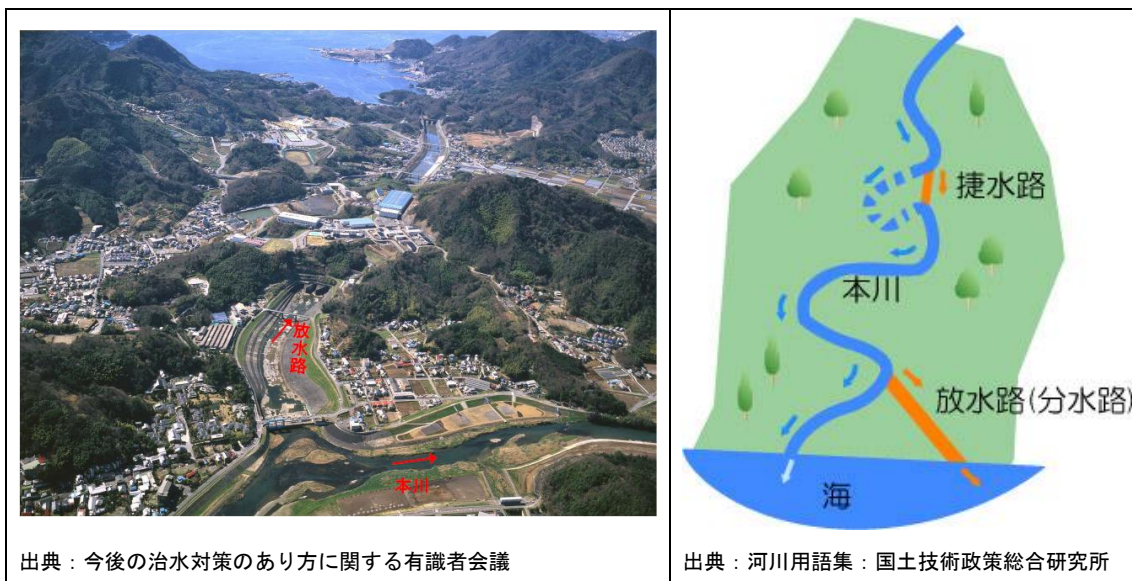 放水路
本川
出典：今後の治水対策のあり方に関する有識者会議
捷水路
本川
放水路(分水路)
海
出典：河川用語集：国土技術政策総合研究所